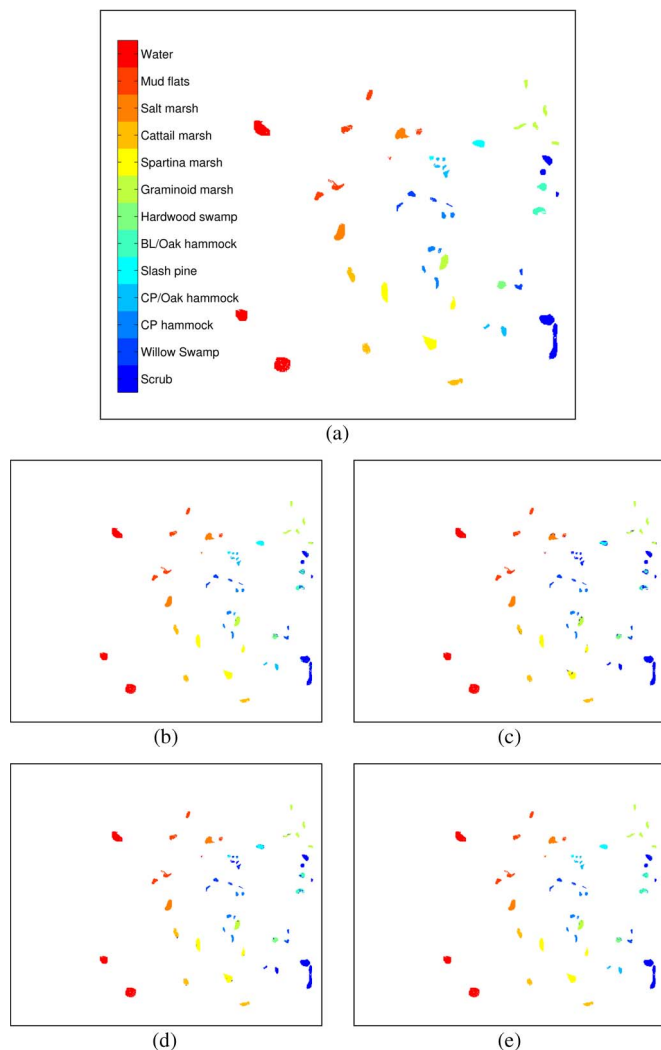 Water
Mud flats
Salt marsh
Cattail marsh
Spartina marsh
Graminoid marsh
Hardwood swamp
BL/Oak hammock
Slash pine
CP/Oak hammock
CP hammock
Willow Swamp
Scrub
(a)
(b)
(c)
(d)
(e)